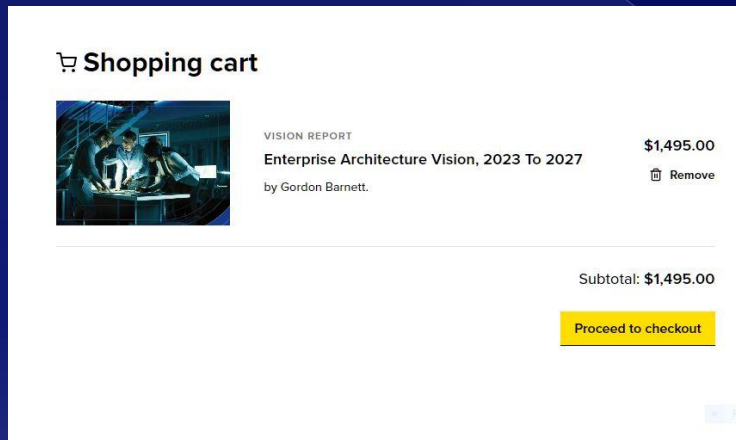 Shopping cart
VISION REPORT
Enterprise Architecture Vision, 2023 To 2027
$1,495.00
by Gordon Barnett.
Remove
Subtotal: $1,495.00
Proceed to checkout